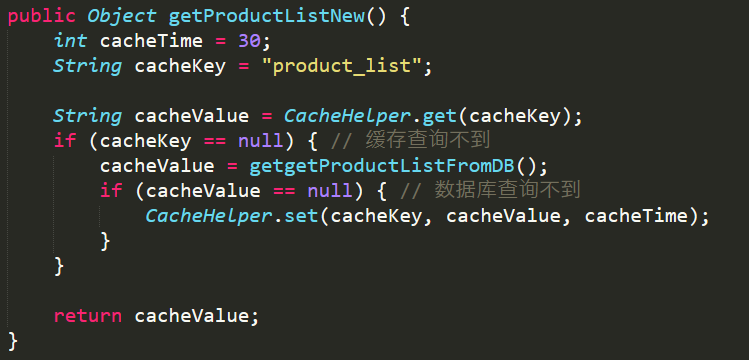 public Object getProductListNew() {
    int cacheTime = 30;
    String cacheKey = "product_list";

    String cacheValue = CacheHelper.get(cacheKey);
    if (cacheKey == null) { // 缓存查询不到
        cacheValue = getgetProductListFromDB();
        if (cacheValue == null) { // 数据库查询不到
            CacheHelper.set(cacheKey, cacheValue, cacheTime);
        }
    }

    return cacheValue;
}